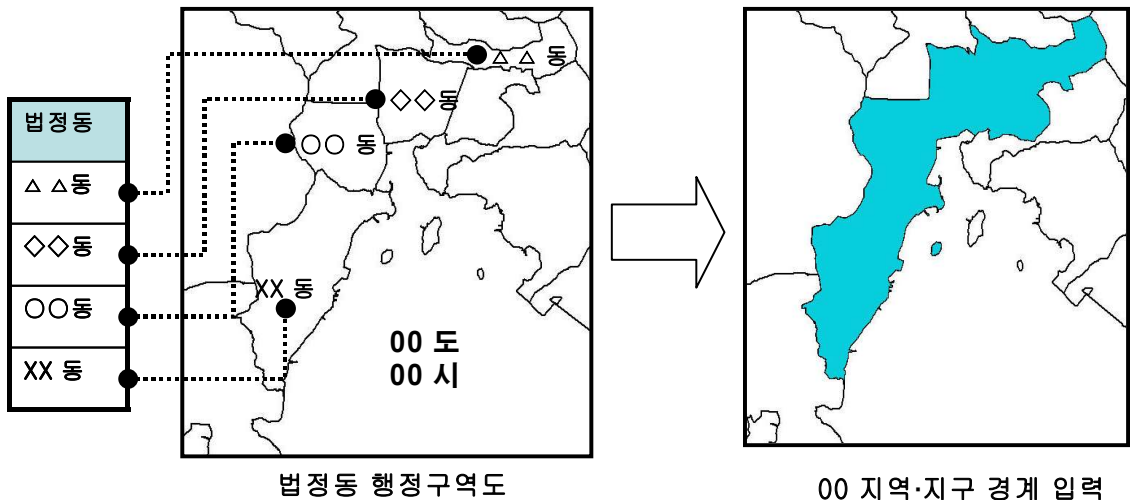 법정동
△ △동
◇◇동
○○동
XX 동
△ △ 동
◇◇동
○○ 동
XX 동
00 도
00 시
법정동 행정구역도
00 지역·지구 경계 입력